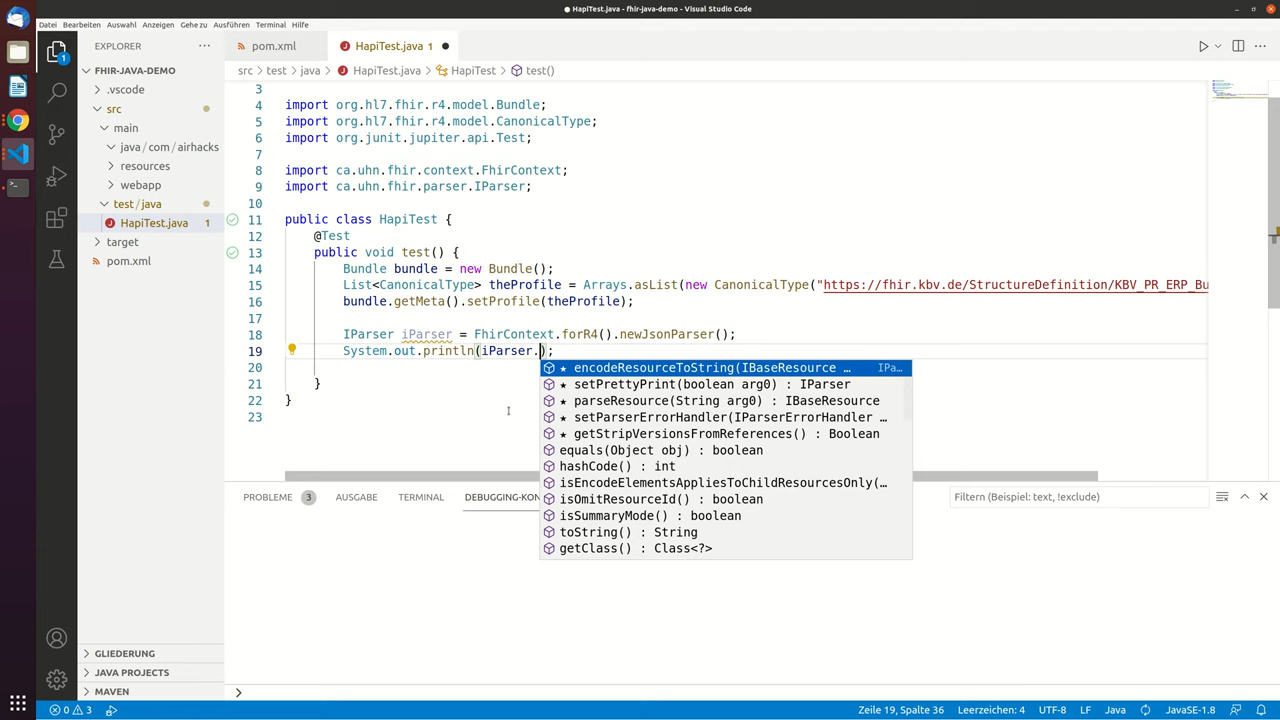 HapiTest.java - fhir-java-demo - Visual Studio Code
Datei Bearbeiten Auswahl Anzeigen Gehe zu Ausführen Terminal Hilfe
EXPLORER
pom.xml
HapiTest.java 1
FHIR-JAVA-DEMO
src > test > java > HapiTest.java > HapiTest > test()
.vscode
src
main
java / com / airhacks
resources
webapp
test / java
HapiTest.java 1
target
pom.xml
3
4 import org.hl7.fhir.r4.model.Bundle;
5 import org.hl7.fhir.r4.model.CanonicalType;
6 import org.junit.jupiter.api.Test;
7
8 import ca.uhn.fhir.context.FhirContext;
9 import ca.uhn.fhir.parser.IParser;
10
11 public class HapiTest {
12 @Test
13 public void test() {
14 Bundle bundle = new Bundle();
15 List<CanonicalType> theProfile = Arrays.asList(new CanonicalType("https://fhir.kbv.de/StructureDefinition/KBV_PR_ERP_Bu
16 bundle.getMeta().setProfile(theProfile);
18 IParser iParser = FhirContext.forR4().newJsonParser();
19 System.out.println(iParser.);
20
21 }
22 }
23
encodeResourceToString(IBaseResource … IPa…
setPrettyPrint(boolean arg0) : IParser
parseResource(String arg0) : IBaseResource
setParserErrorHandler(IParserErrorHandler …
getStripVersionsFromReferences() : Boolean
equals(Object obj) : boolean
hashCode() : int
isEncodeElementsAppliesToChildResourcesOnly(…
isOmitResourceId() : boolean
isSummaryMode() : boolean
toString() : String
getClass() : Class<?>
PROBLEME 3 AUSGABE TERMINAL DEBUGGING-KON
Filtern (Beispiel: text, !exclude)
GLIEDERUNG
JAVA PROJECTS
MAVEN
1
0 3
Zeile 19, Spalte 36 Leerzeichen: 4 UTF-8 LF Java JavaSE-1.8